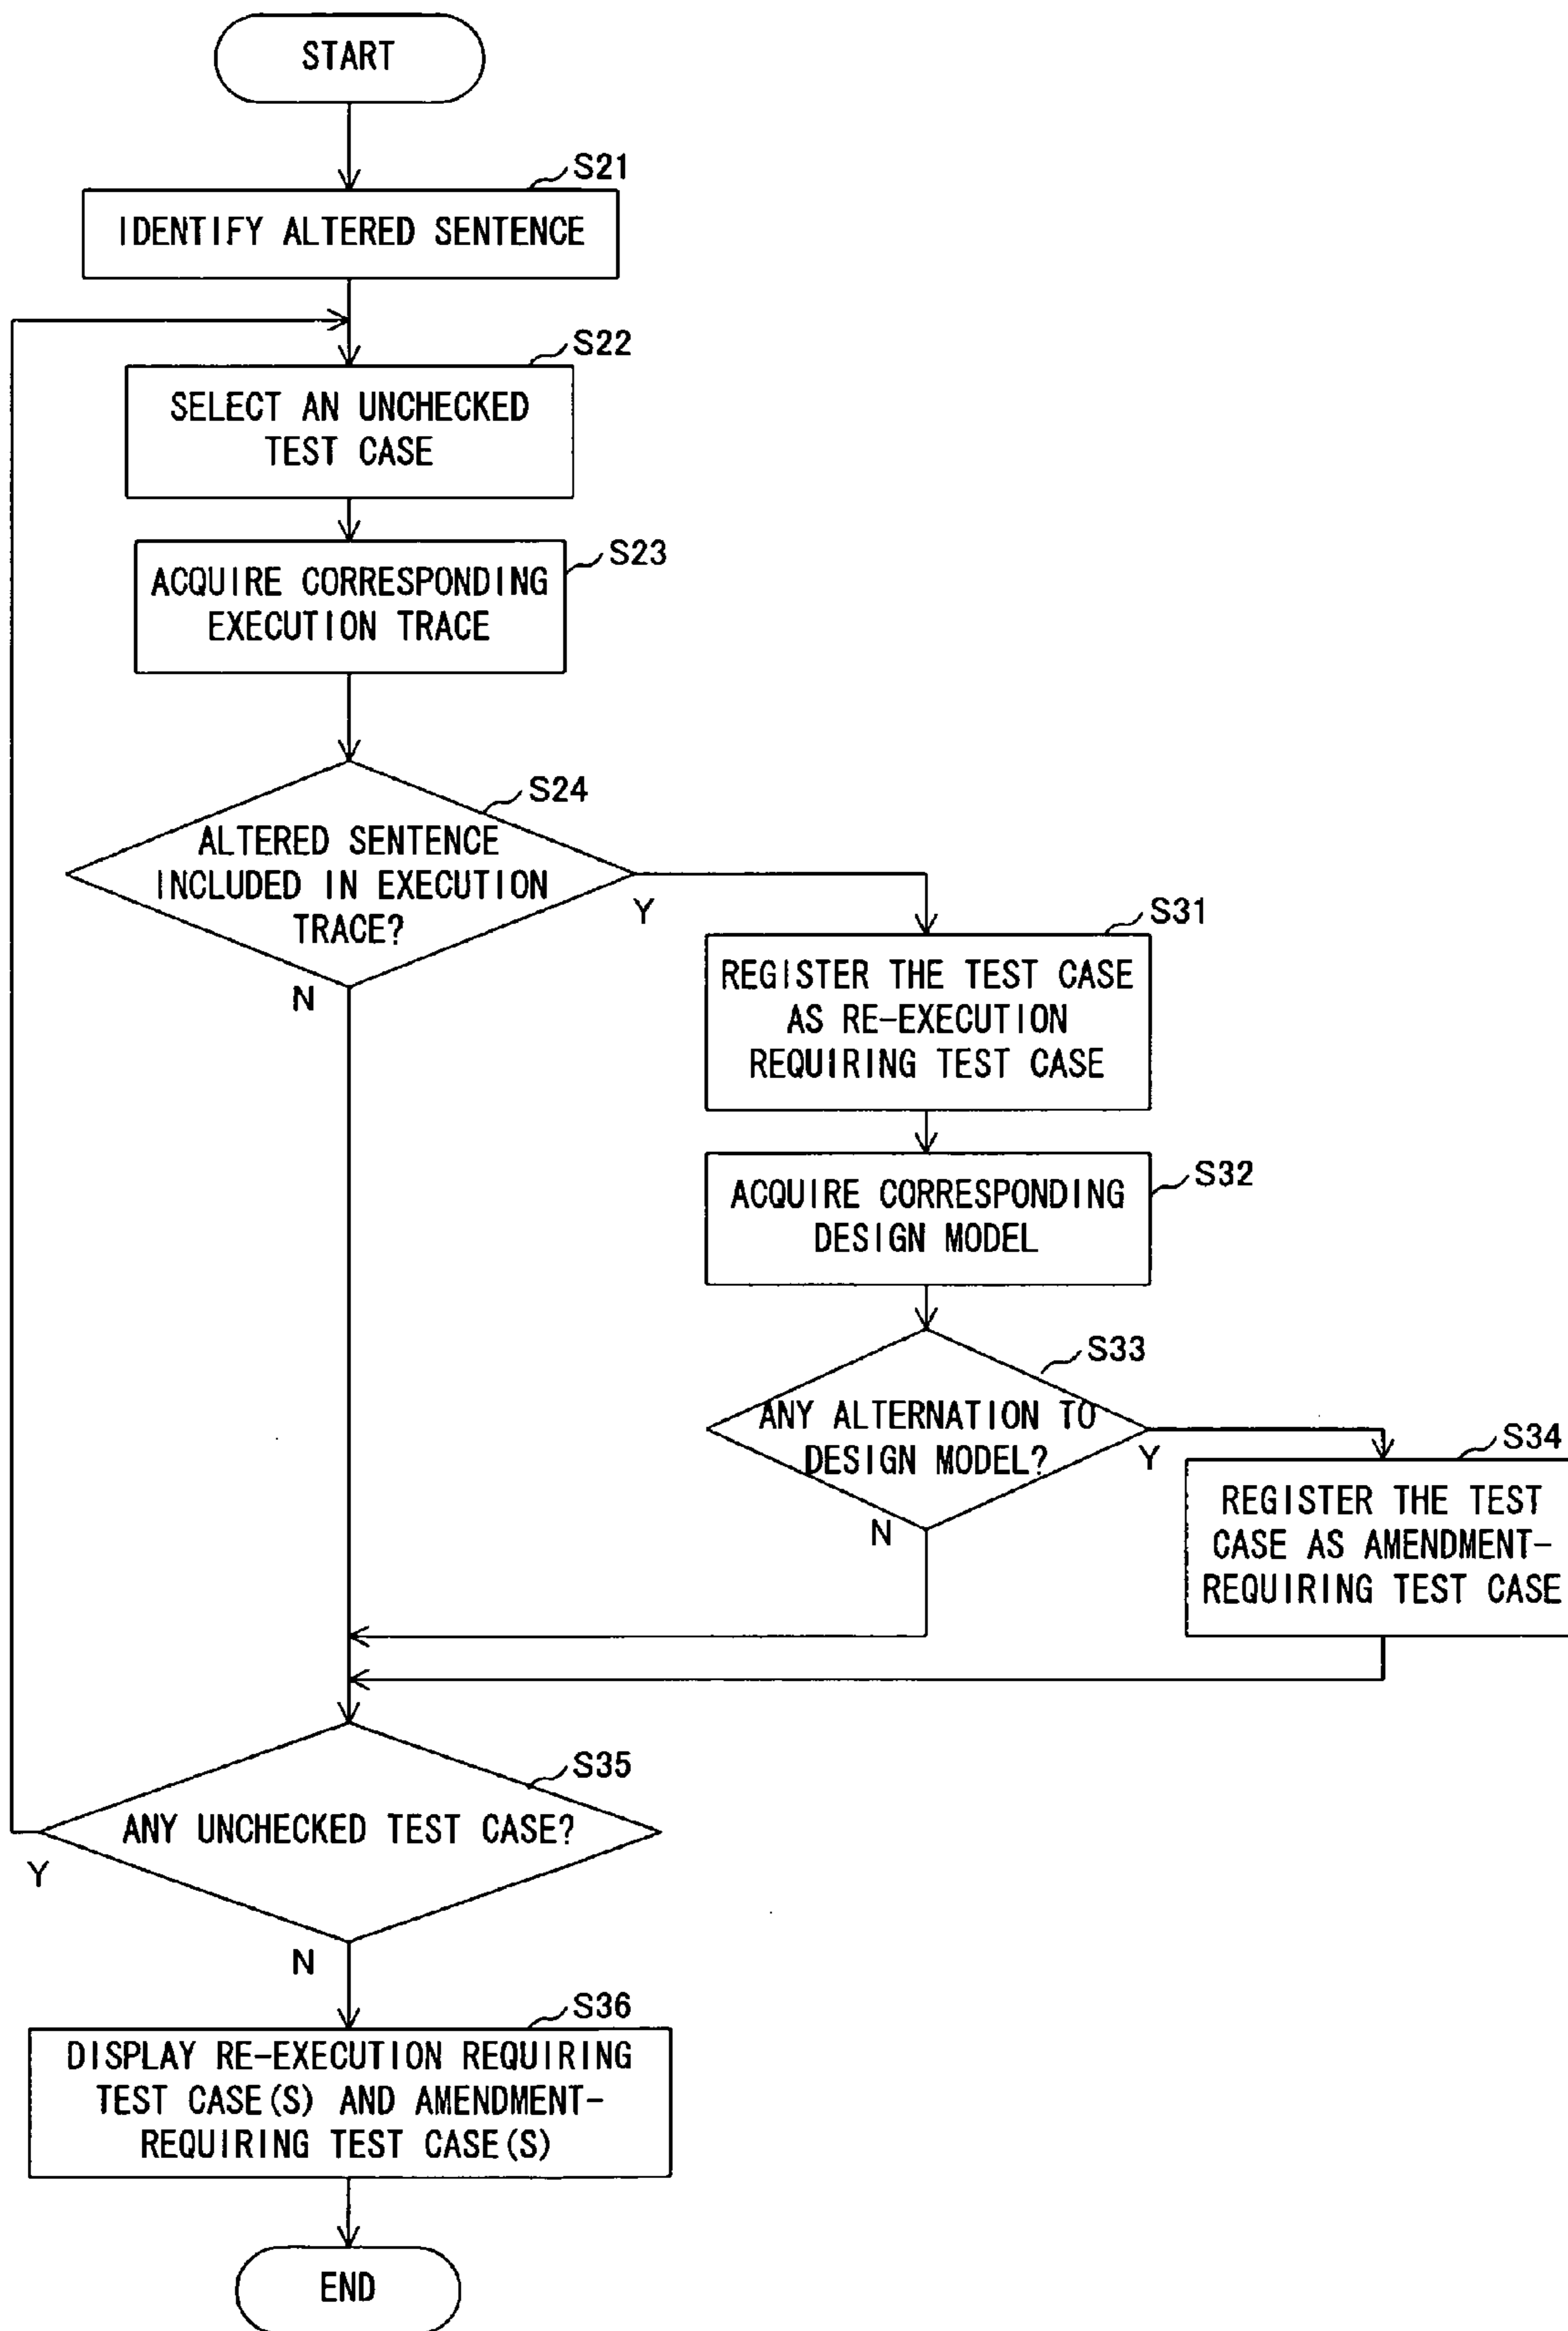 START
S21
IDENTIFY ALTERED SENTENCE
S22
SELECT AN UNCHECKED
TEST CASE
S23
ACQUIRE CORRESPONDING
EXECUTION TRACE
S24
ALTERED SENTENCE
INCLUDED IN EXECUTION
TRACE?
Y
N
S31
REGISTER THE TEST CASE
AS RE-EXECUTION
REQUIRING TEST CASE
S32
ACQUIRE CORRESPONDING
DESIGN MODEL
S33
ANY ALTERNATION TO
DESIGN MODEL?
Y
N
S34
REGISTER THE TEST
CASE AS AMENDMENT-
REQUIRING TEST CASE
S35
ANY UNCHECKED TEST CASE?
Y
N
S36
DISPLAY RE-EXECUTION REQUIRING
TEST CASE(S) AND AMENDMENT-
REQUIRING TEST CASE(S)
END